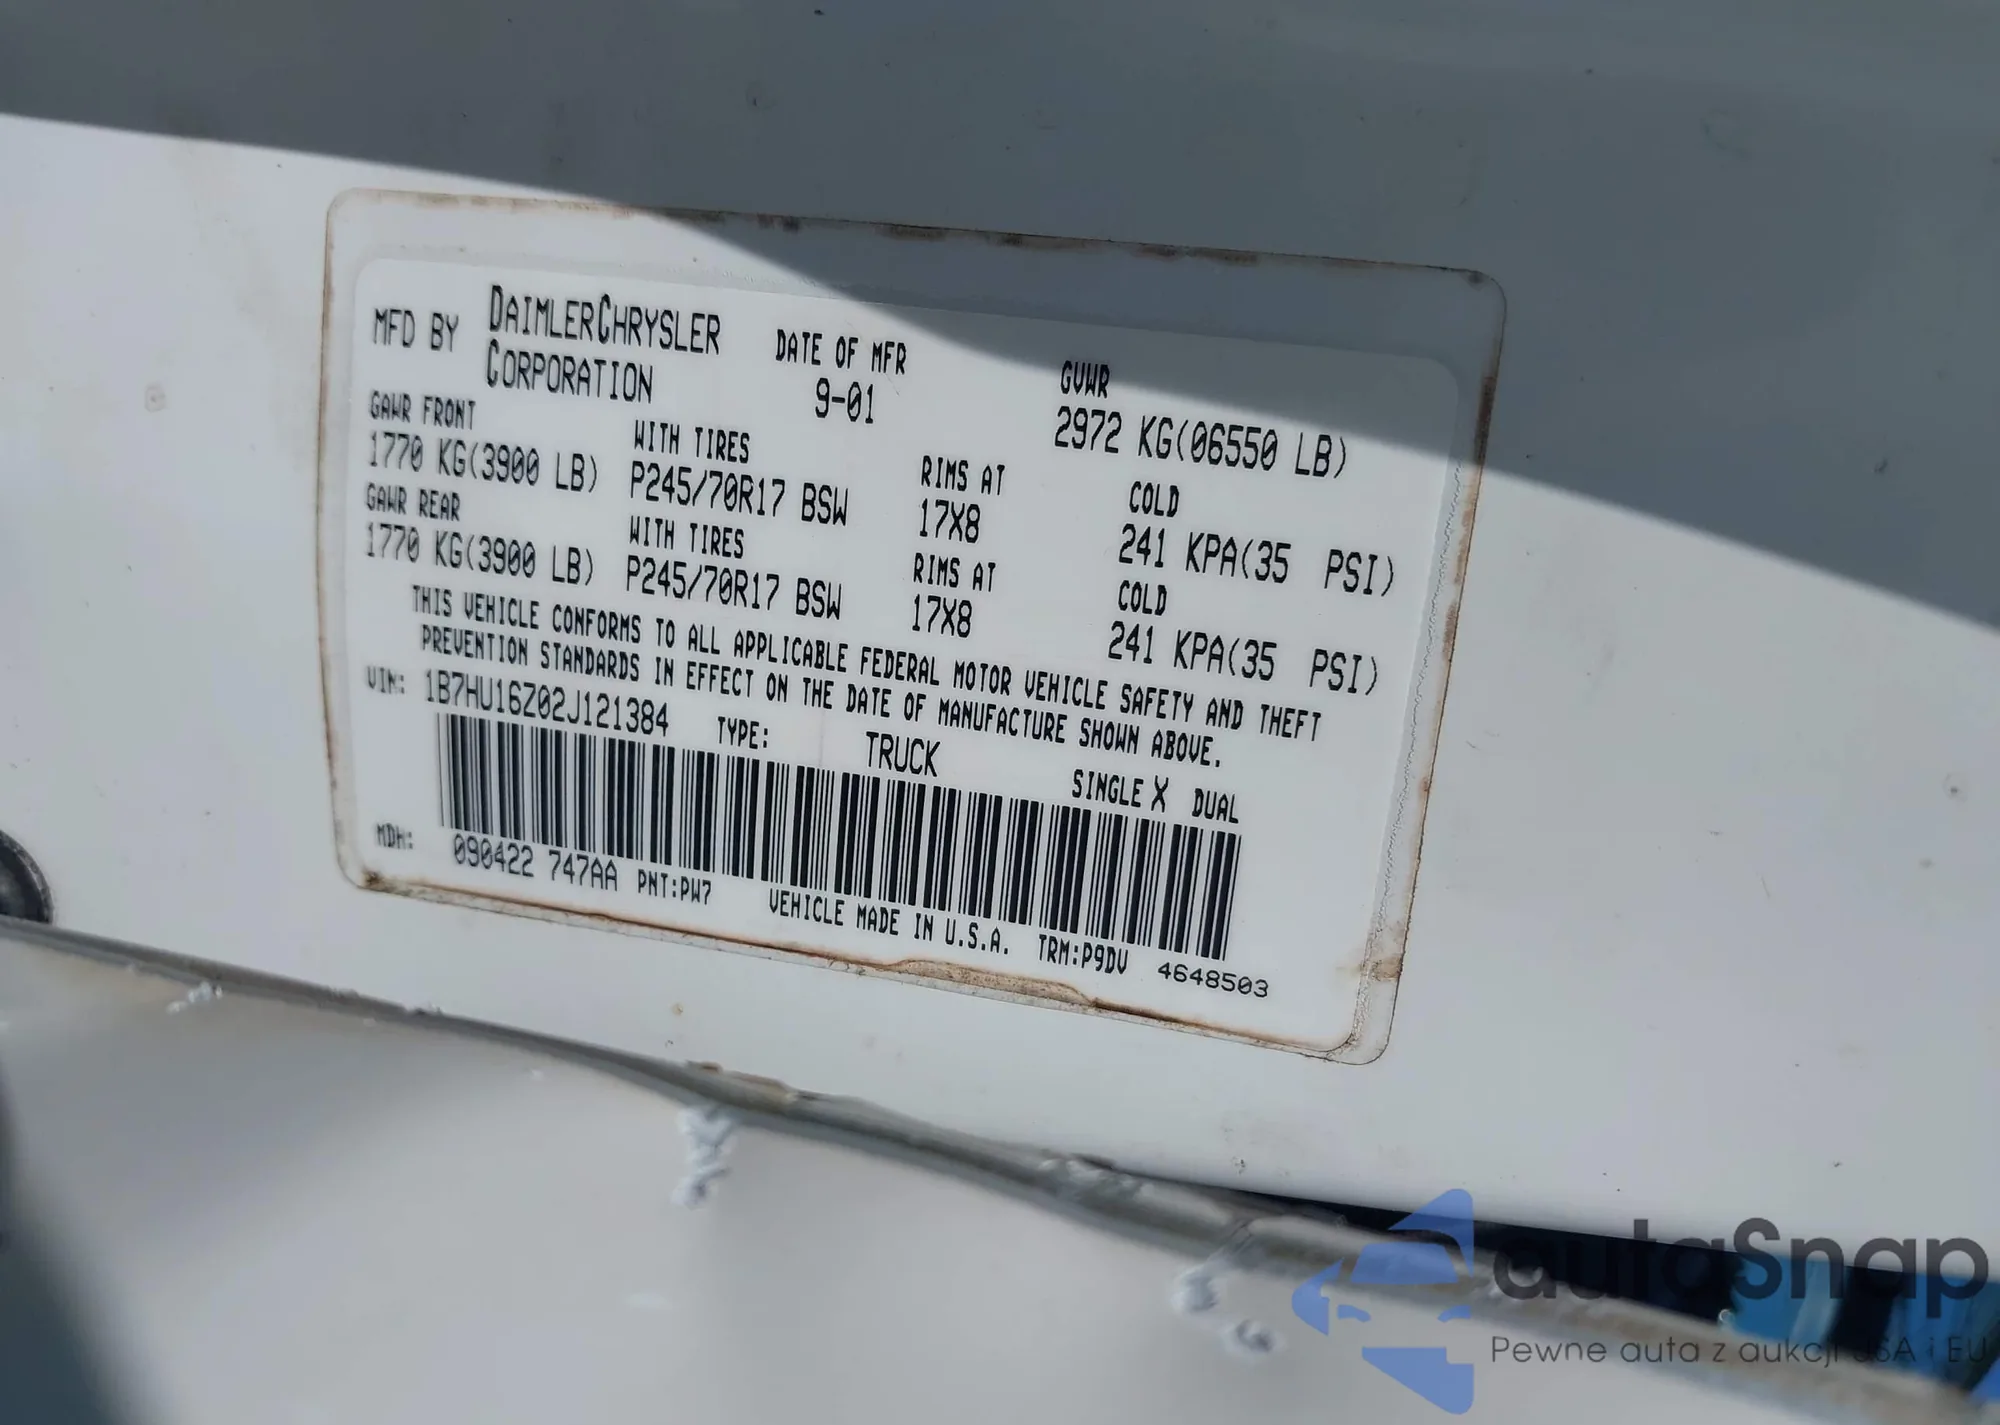 MFD BY DAIMLERCHRYSLER CORPORATION
DATE OF MFR 9-01
GVWR 2972 KG(06550 LB)
GAWR FRONT WITH TIRES RIMS AT COLD
1770 KG(3900 LB) P245/70R17 BSW 17X8 241 KPA(35 PSI)
GAWR REAR WITH TIRES RIMS AT COLD
1770 KG(3900 LB) P245/70R17 BSW 17X8 241 KPA(35 PSI)
THIS VEHICLE CONFORMS TO ALL APPLICABLE FEDERAL MOTOR VEHICLE SAFETY AND THEFT
PREVENTION STANDARDS IN EFFECT ON THE DATE OF MANUFACTURE SHOWN ABOVE.
VIN: 1B7HU16Z02J121384 TYPE: TRUCK SINGLE X DUAL
MDH: 090422 747AA PNT:PW7 VEHICLE MADE IN U.S.A. TRM:P9DV 4648503
autaSnap
Pewne auta z aukcji USA i EU